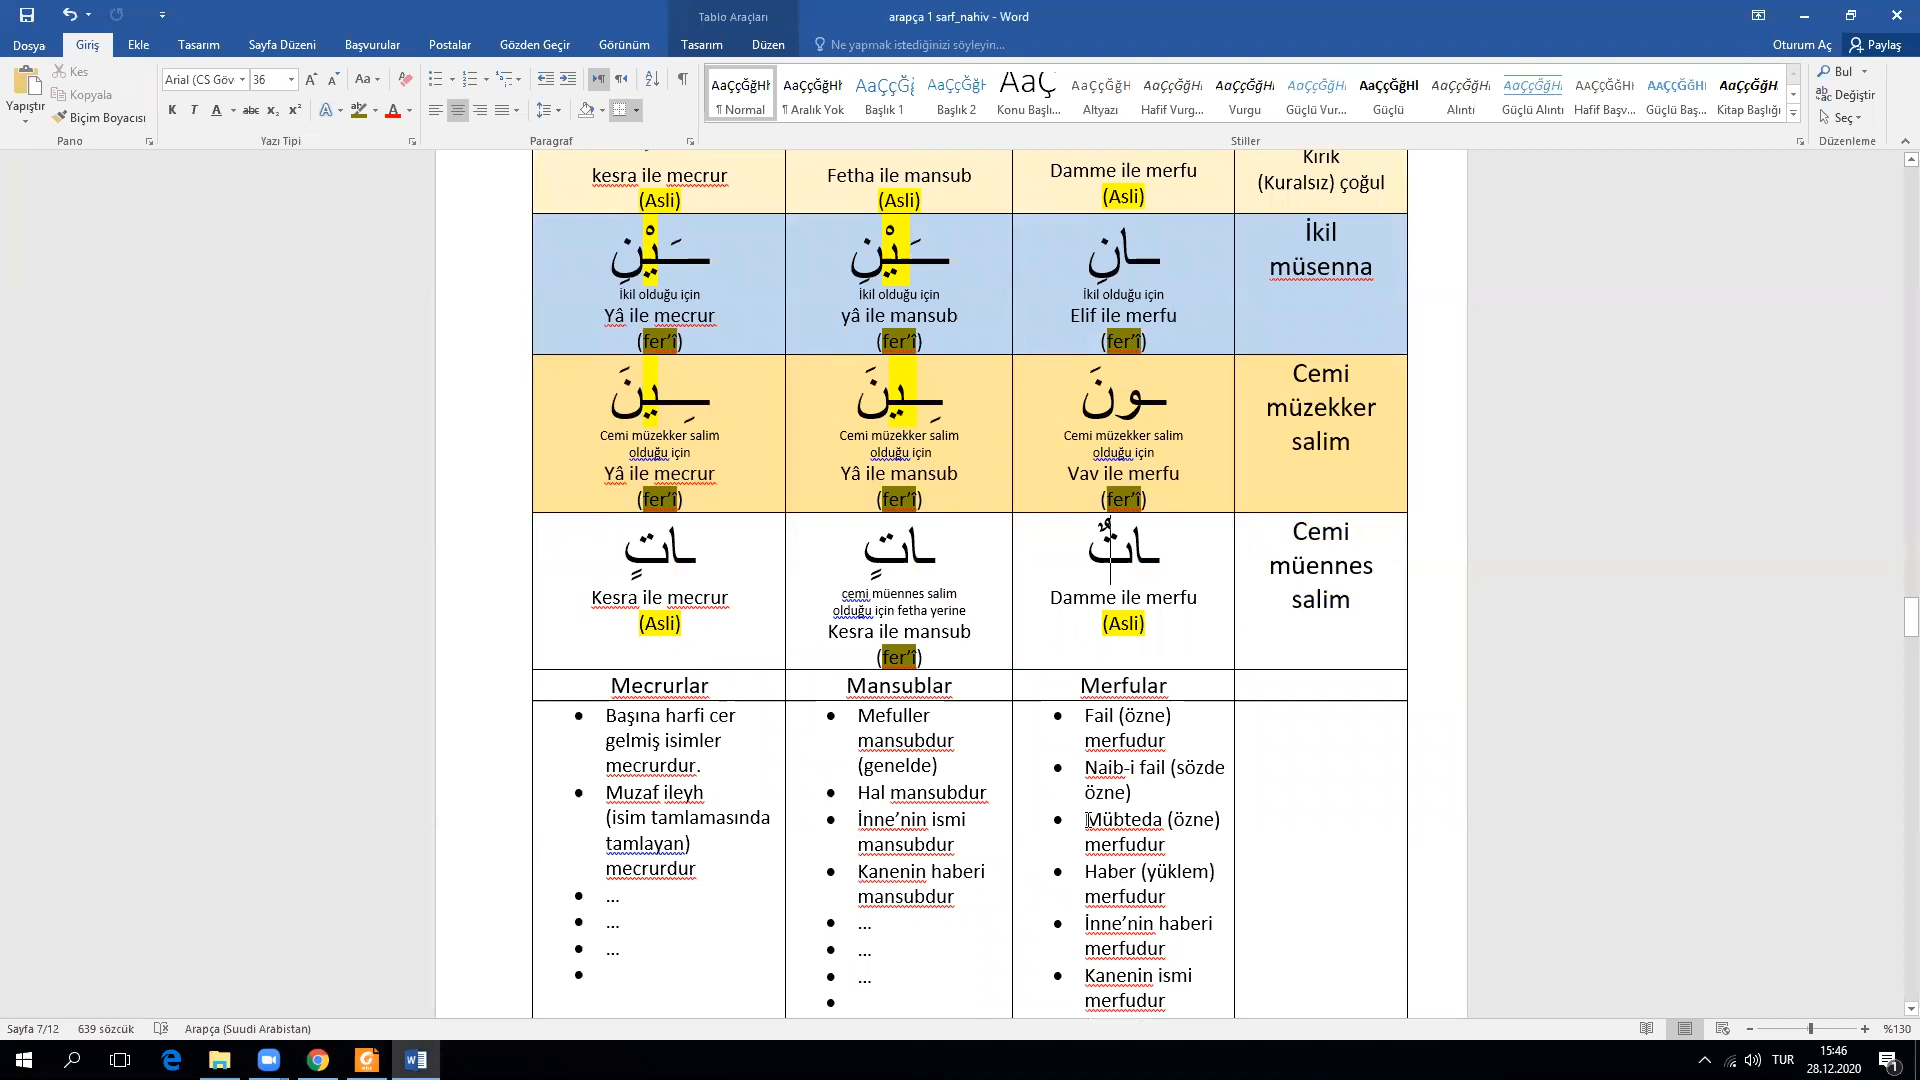 Tablo Araçları
arapça 1 sarf_nahiv - Word
Dosya
Giriş
Ekle
Tasarım
Sayfa Düzeni
Başvurular
Postalar
Gözden Geçir
Görünüm
Tasarım
Düzen
Ne yapmak istediğinizi söyleyin...
Oturum Aç
Paylaş
Yapıştır
Kes
Kopyala
Biçim Boyacısı
Pano
Arial (CS Göv
36
Yazı Tipi
Paragraf
¶ Normal
¶ Aralık Yok
Başlık 1
Başlık 2
Konu Başlı...
Altyazı
Hafif Vurg...
Vurgu
Güçlü Vur...
Güçlü
Alıntı
Güçlü Alıntı
Hafif Başv...
Güçlü Baş...
Kitap Başlığı
Stiller
Bul
Değiştir
Seç
Düzenleme
kesra ile mecrur
(Asli)
Fetha ile mansub
(Asli)
Damme ile merfu
(Asli)
Kırık
(Kuralsız) çoğul
ـــَـيْنِ
İkil olduğu için
Yâ ile mecrur
(fer’î)
ـــَـيْنِ
İkil olduğu için
yâ ile mansub
(fer’î)
ــانِ
İkil olduğu için
Elif ile merfu
(fer’î)
İkil
müsenna
ـــِـينَ
Cemi müzekker salim
olduğu için
Yâ ile mecrur
(fer’î)
ـــِـينَ
Cemi müzekker salim
olduğu için
Yâ ile mansub
(fer’î)
ــونَ
Cemi müzekker salim
olduğu için
Vav ile merfu
(fer’î)
Cemi
müzekker
salim
ـاتٍ
Kesra ile mecrur
(Asli)
ـاتٍ
cemi müennes salim
olduğu için fetha yerine
Kesra ile mansub
(fer’î)
ـاتٌ
Damme ile merfu
(Asli)
Cemi
müennes
salim
Mecrurlar
Mansublar
Merfular
• Başına harfi cer
gelmiş isimler
mecrurdur.
• Muzaf ileyh
(isim tamlamasında
tamlayan)
mecrurdur
• ...
• ...
• ...
•
• Mefuller
mansubdur
(genelde)
• Hal mansubdur
• İnne’nin ismi
mansubdur
• Kanenin haberi
mansubdur
• ...
• ...
• ...
•
• Fail (özne)
merfudur
• Naib-i fail (sözde
özne)
• Mübteda (özne)
merfudur
• Haber (yüklem)
merfudur
• İnne’nin haberi
merfudur
• Kanenin ismi
merfudur
Sayfa 7/12
639 sözcük
Arapça (Suudi Arabistan)
%130
TUR
15:46
28.12.2020